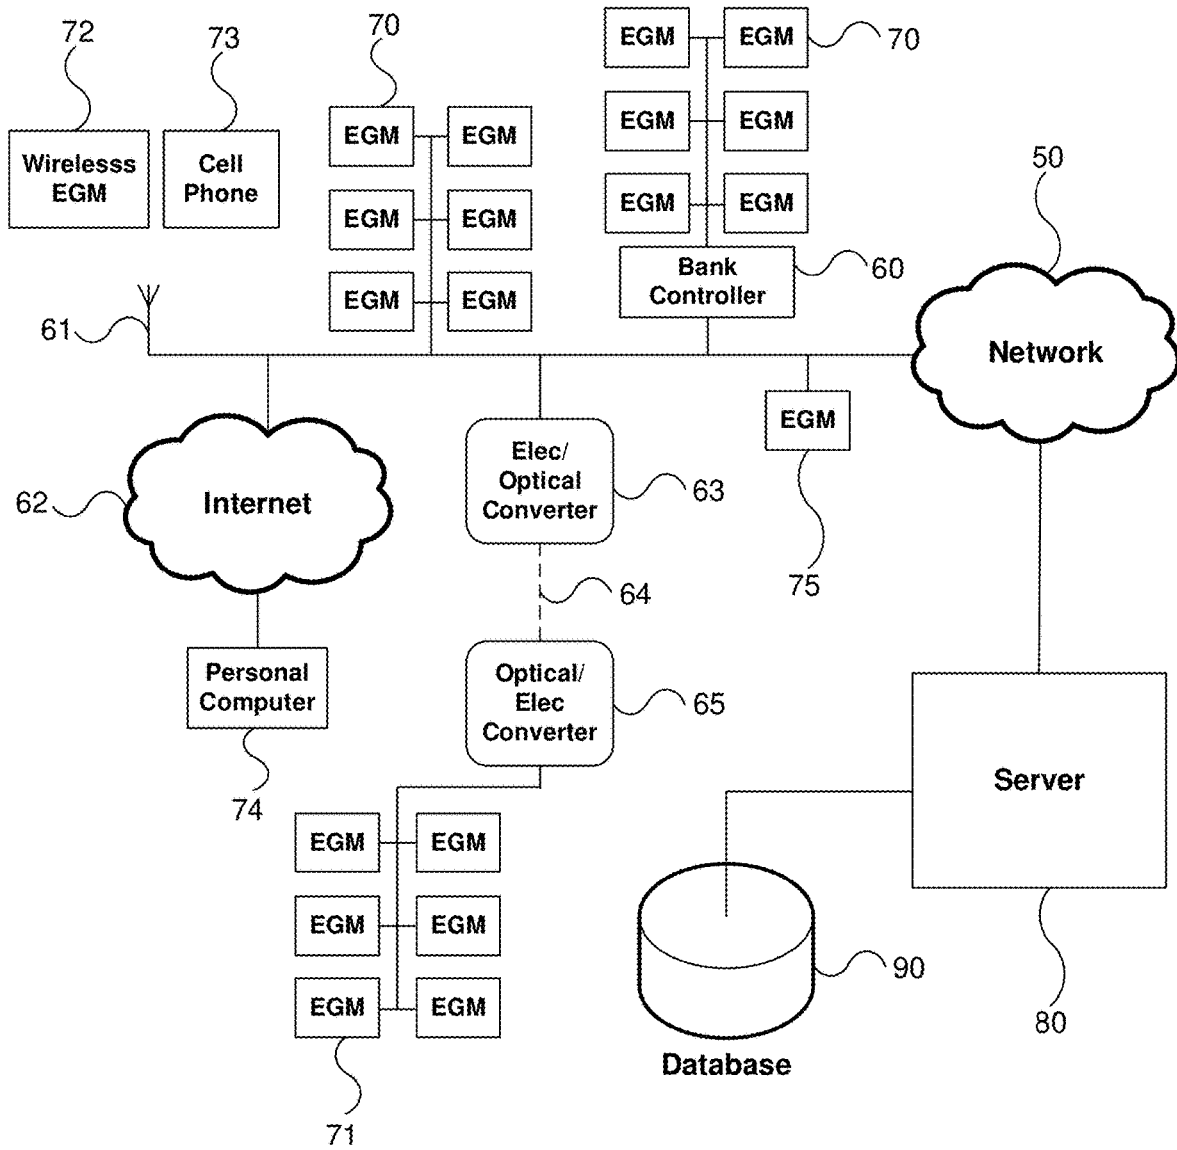 72
73
70
EGM EGM
70
EGM EGM
EGM EGM
EGM EGM
EGM EGM
EGM EGM
Wirelesss
EGM
Cell
Phone
50
Bank
Controller
60
61
Network
EGM
75
Internet
62
Elec/
Optical
Converter
63
64
Personal
Computer
74
Optical/
Elec
Converter
65
Server
80
EGM EGM
EGM EGM
EGM EGM
71
90
Database